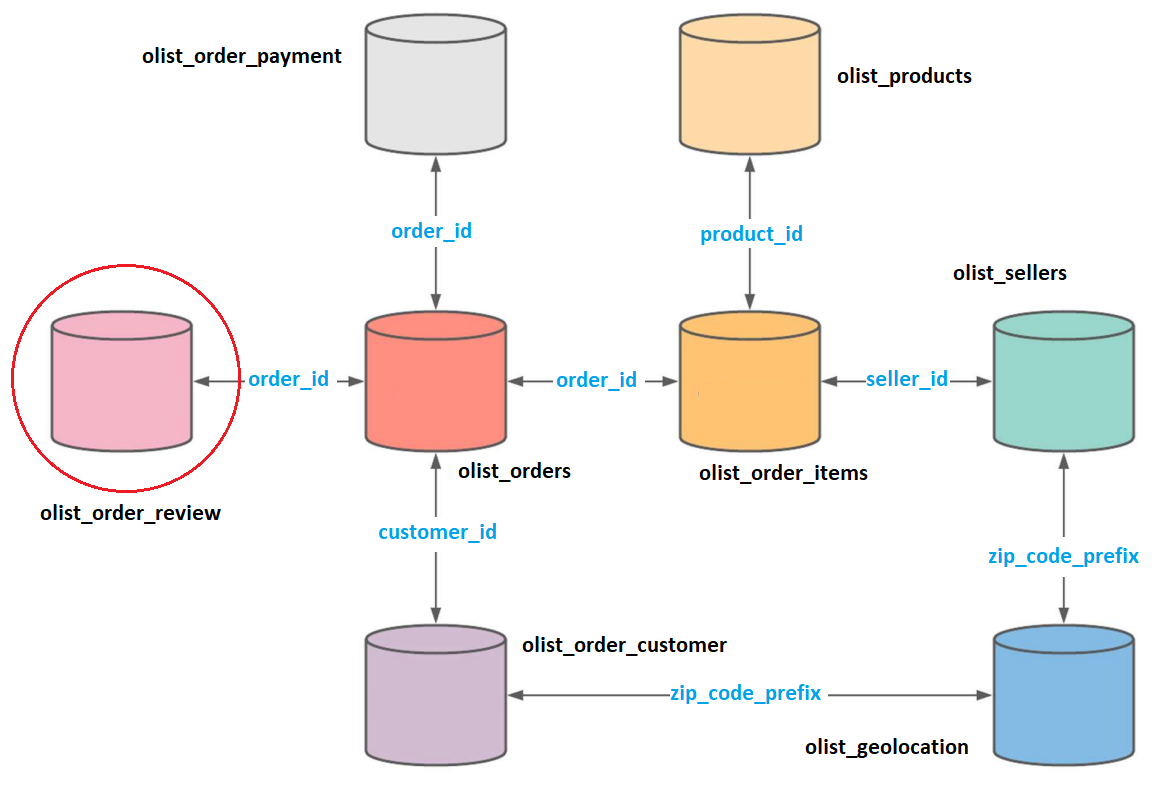 olist_order_payment
olist_products
order_id
product_id
olist_sellers
order_id
order_id
seller_id
olist_orders
olist_order_items
olist_order_review
customer_id
zip_code_prefix
olist_order_customer
zip_code_prefix
olist_geolocation